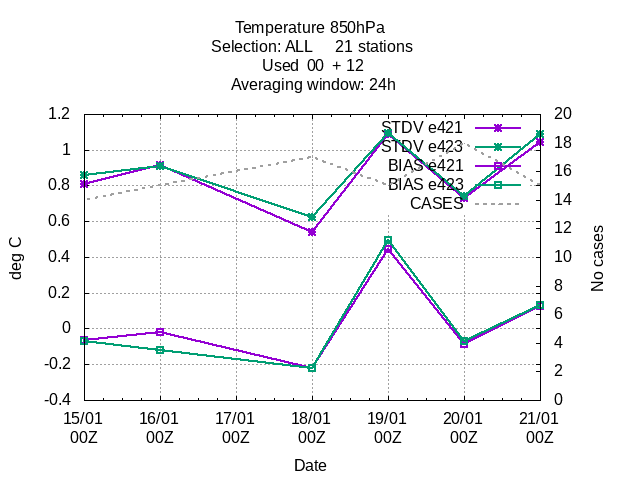 Temperature 850hPa
Selection: ALL 21 stations
Used 00 + 12
Averaging window: 24h
1.2
1
0.8
0.6
0.4
0.2
0
-0.2
-0.4
deg C
20
18
16
14
12
10
8
6
4
2
0
No cases
STDV e421
STDV e423
BIAS e421
BIAS e423
CASES
15/01 16/01 17/01 18/01 19/01 20/01 21/01
00Z 00Z 00Z 00Z 00Z 00Z 00Z
Date